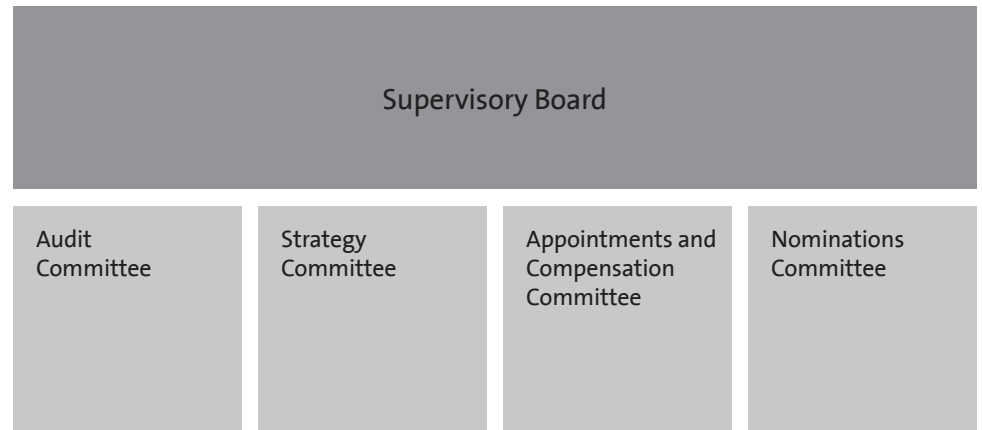 Supervisory Board
Audit
Committee
Strategy
Committee
Appointments and
Compensation
Committee
Nominations
Committee